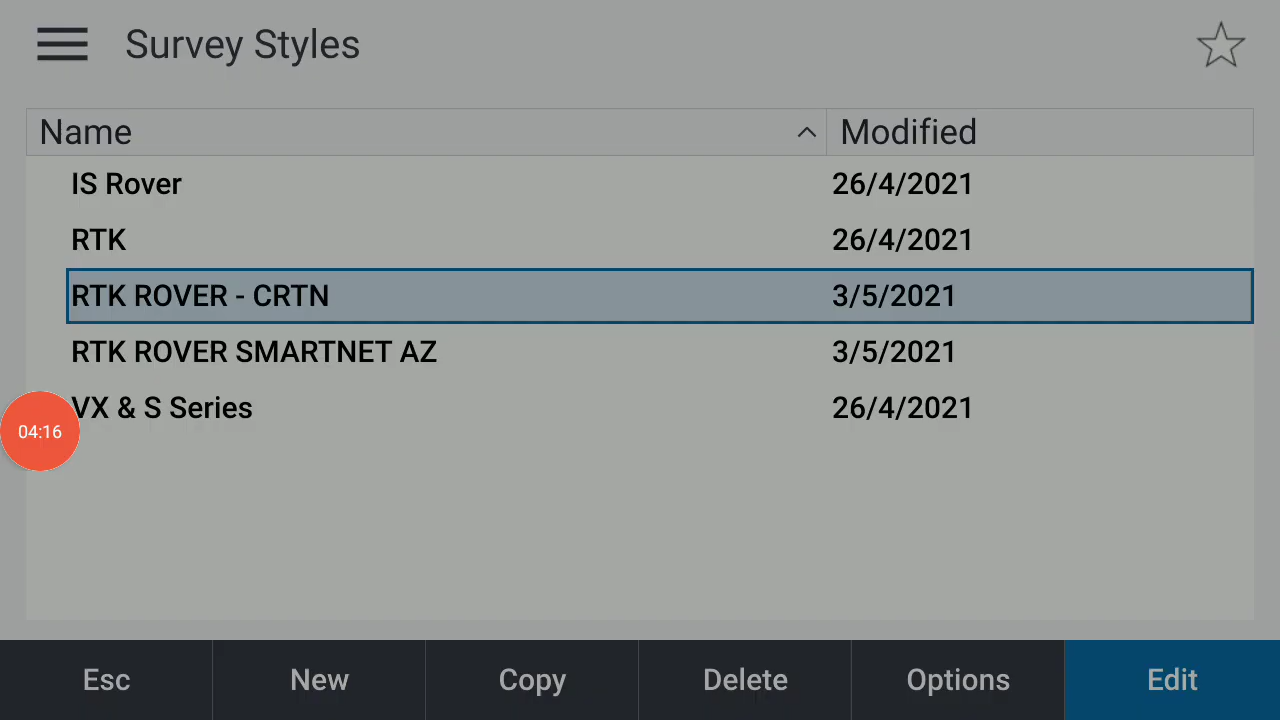 Survey Styles
Name Modified
IS Rover 26/4/2021
RTK 26/4/2021
RTK ROVER - CRTN 3/5/2021
RTK ROVER SMARTNET AZ 3/5/2021
VX & S Series 26/4/2021
04:16
Esc New Copy Delete Options Edit